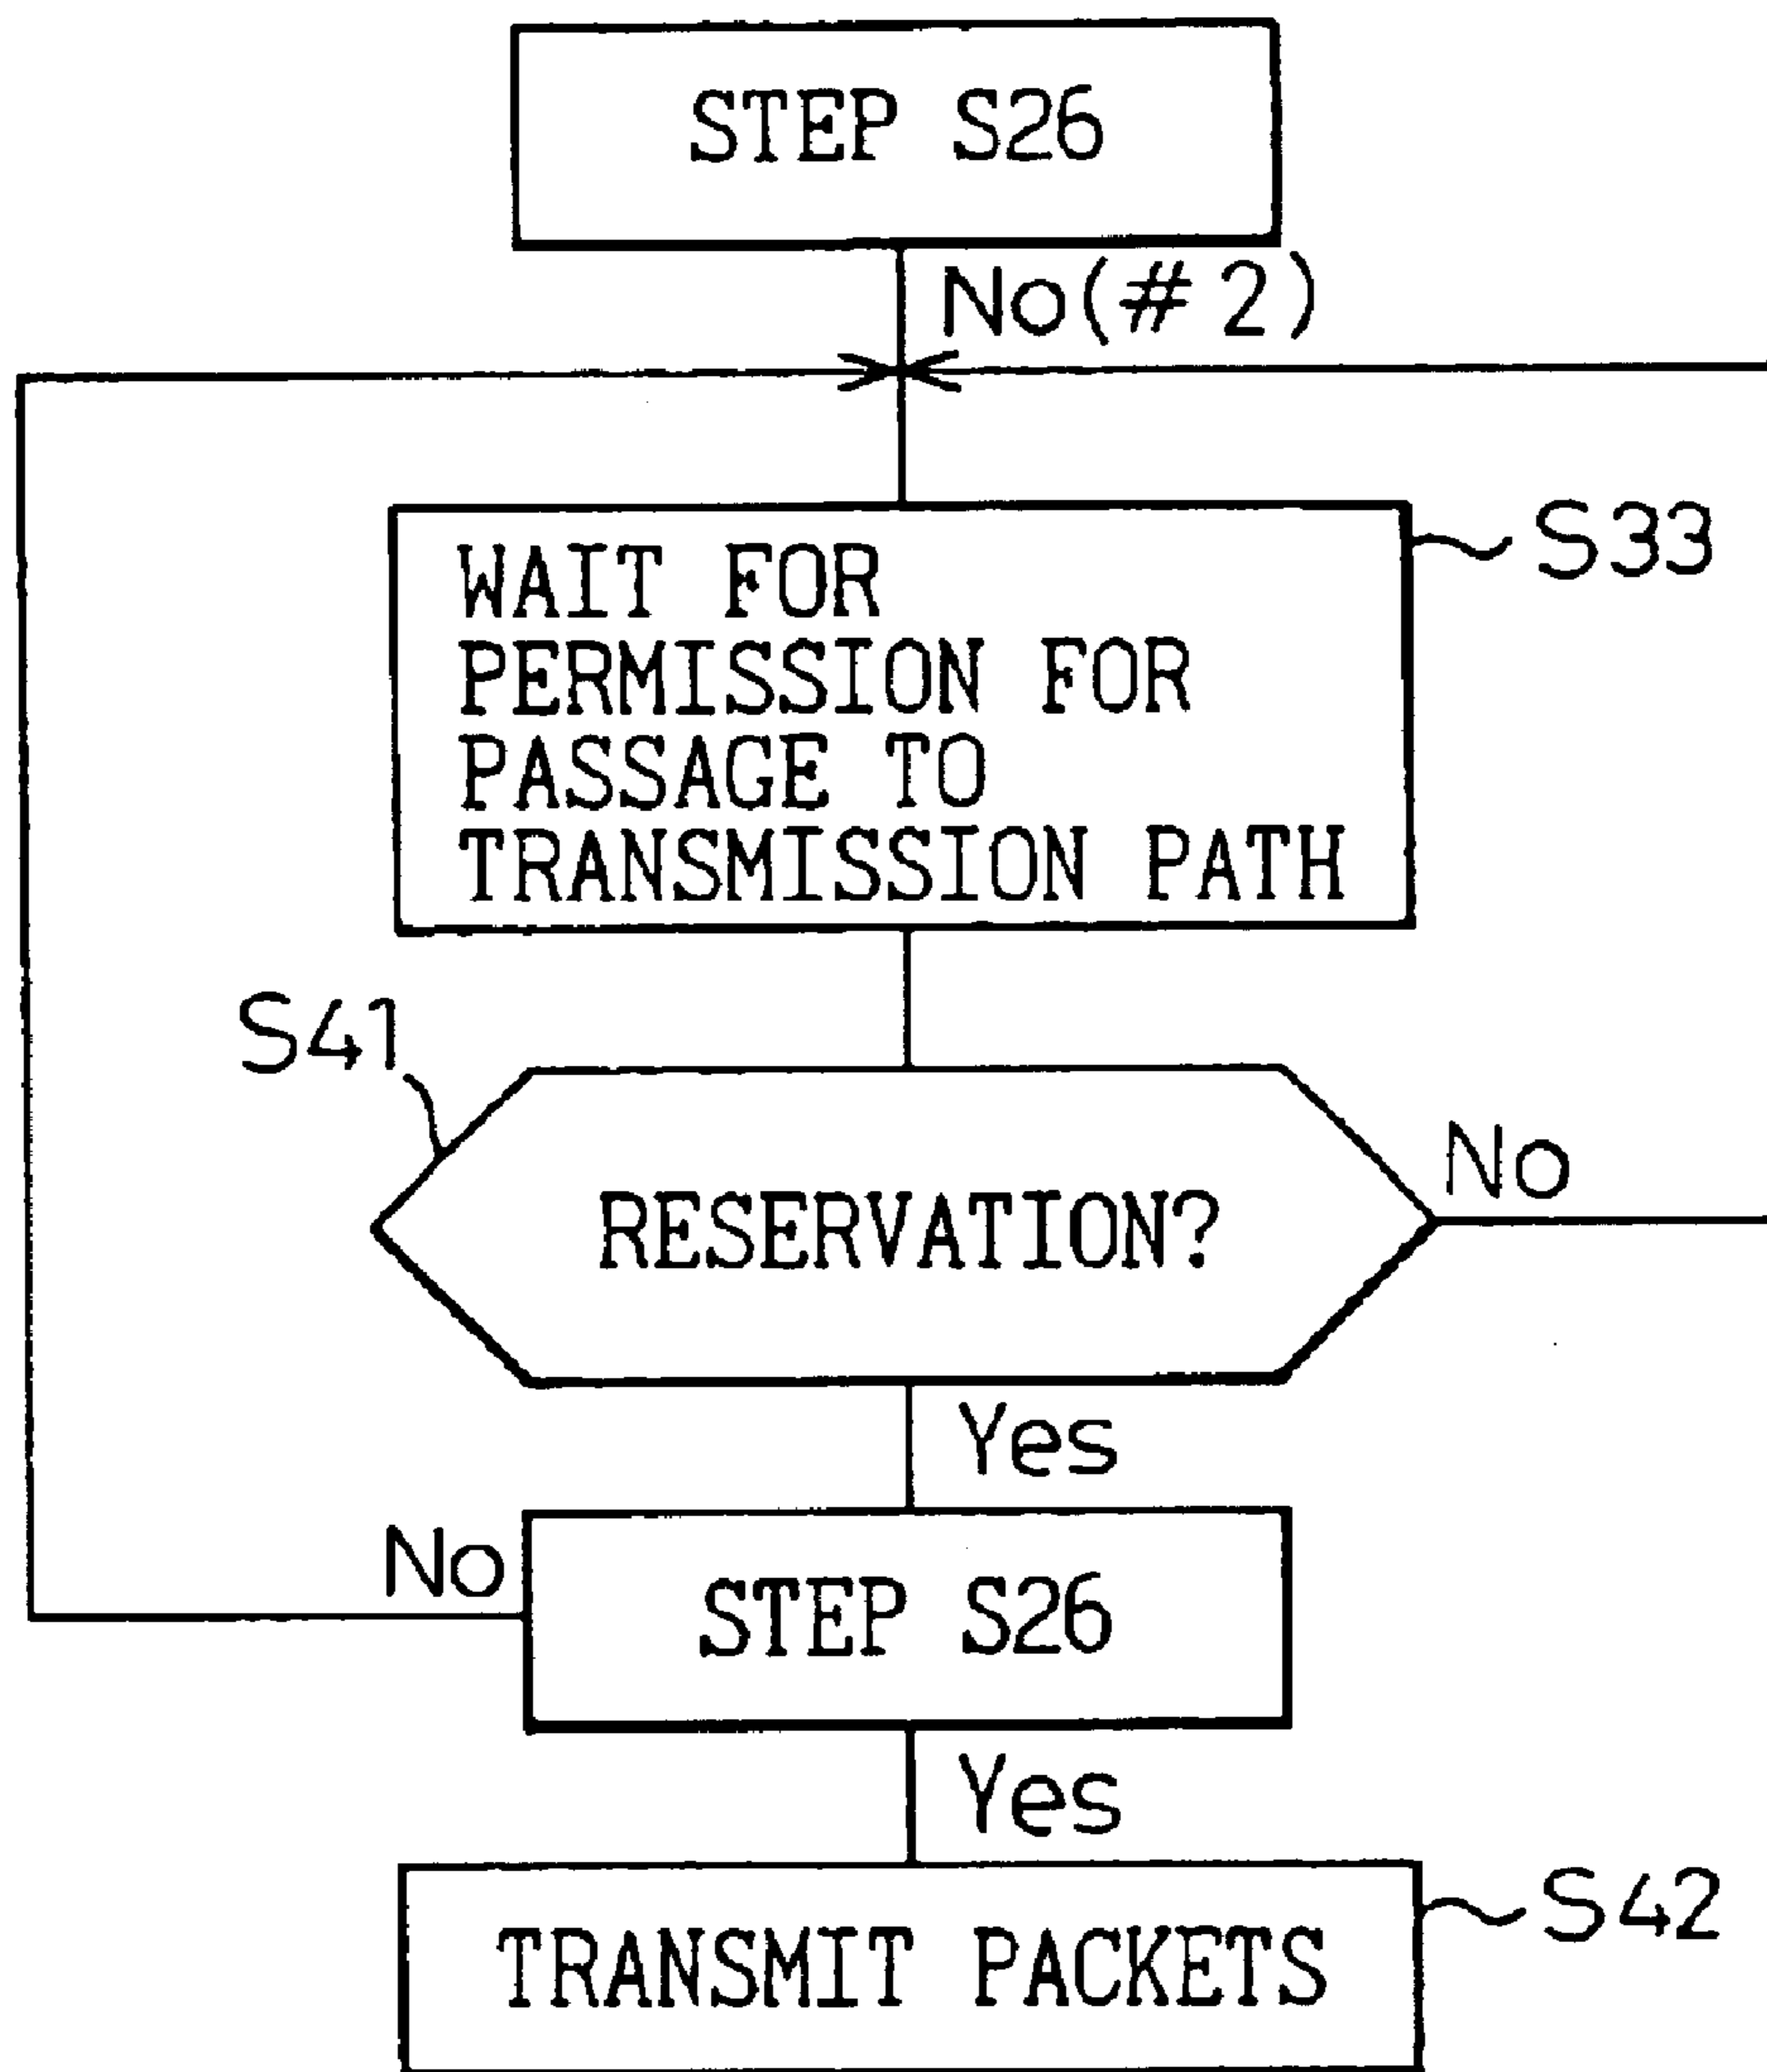 STEP S26
No(# 2)
S33
WAIT FOR
PERMISSION FOR
PASSAGE TO
TRANSMISSION PATH
S41
No
RESERVATION?
Yes
No
STEP S26
Yes
S42
TRANSMIT PACKETS